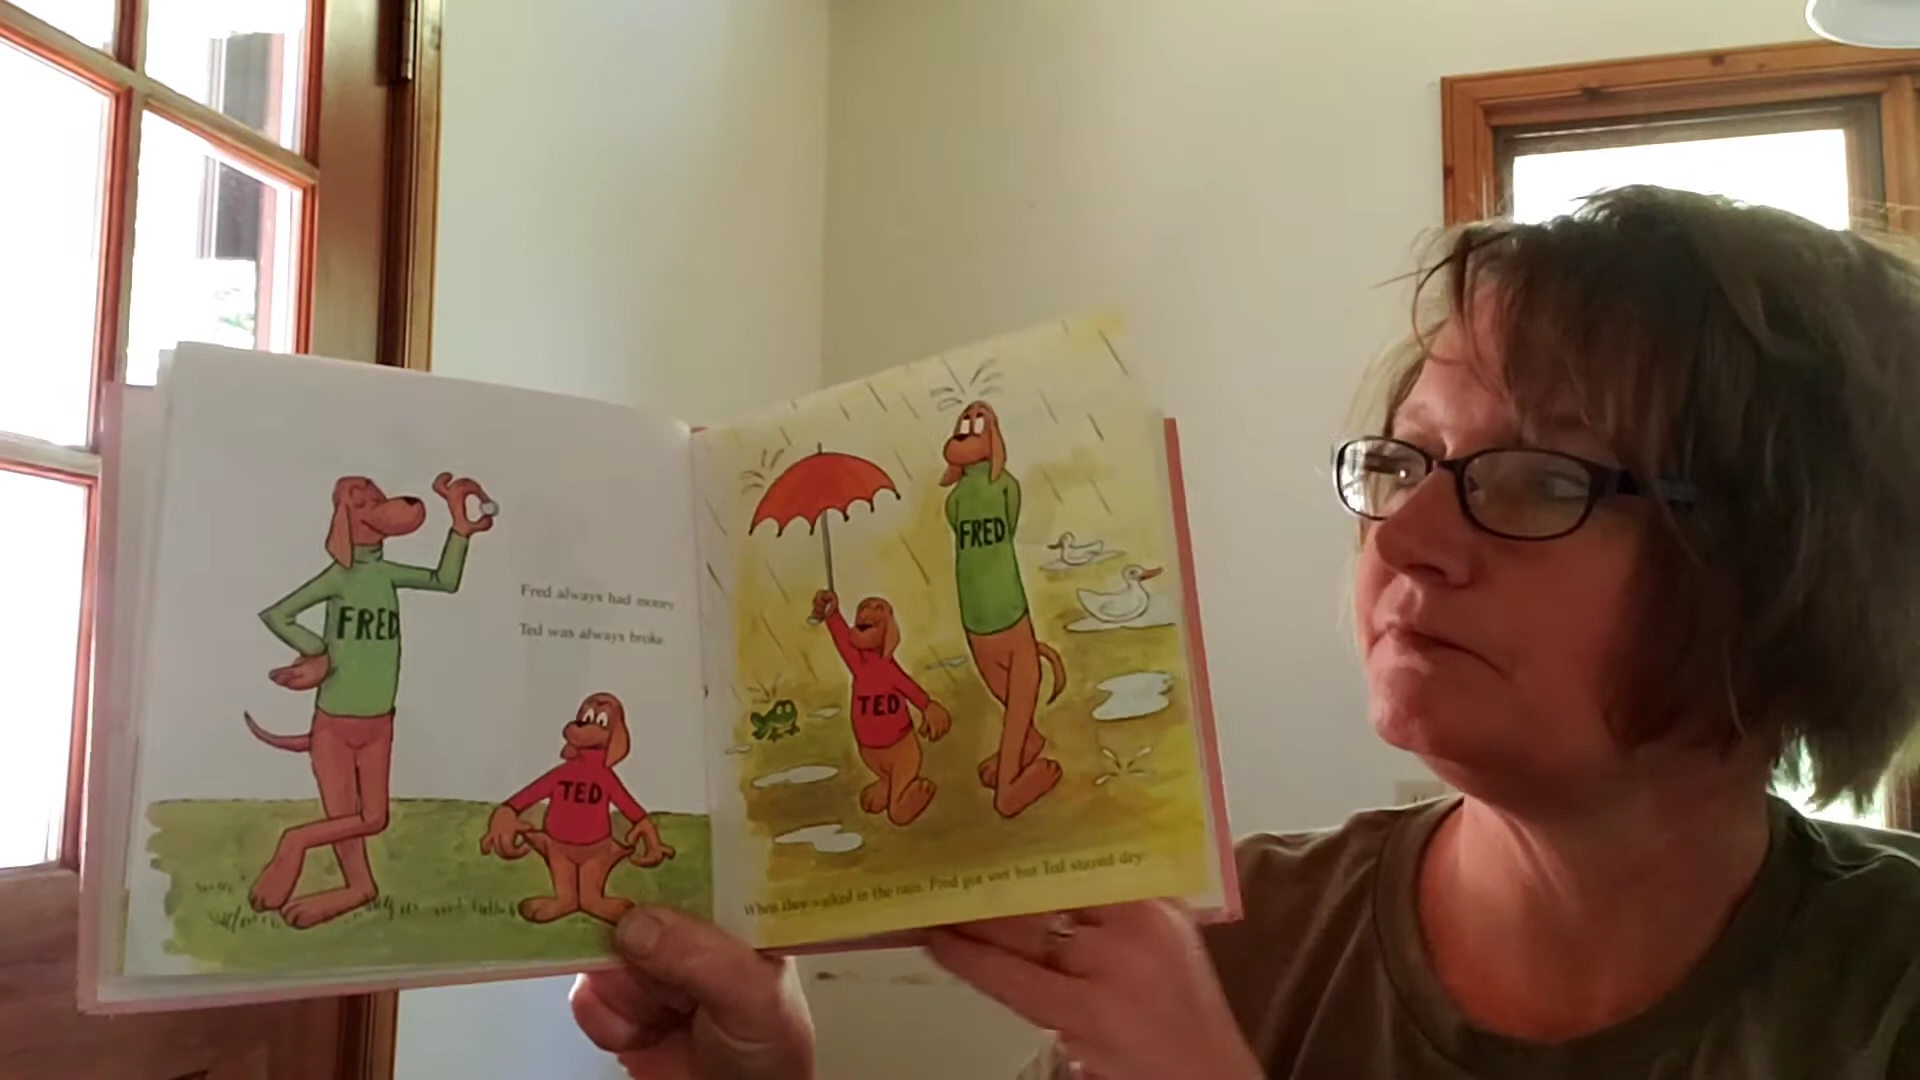 FRED
Fred always had money.
Ted was always broke.
TED
FRED
TED
When they walked in the rain, Fred got wet but Ted stayed dry.